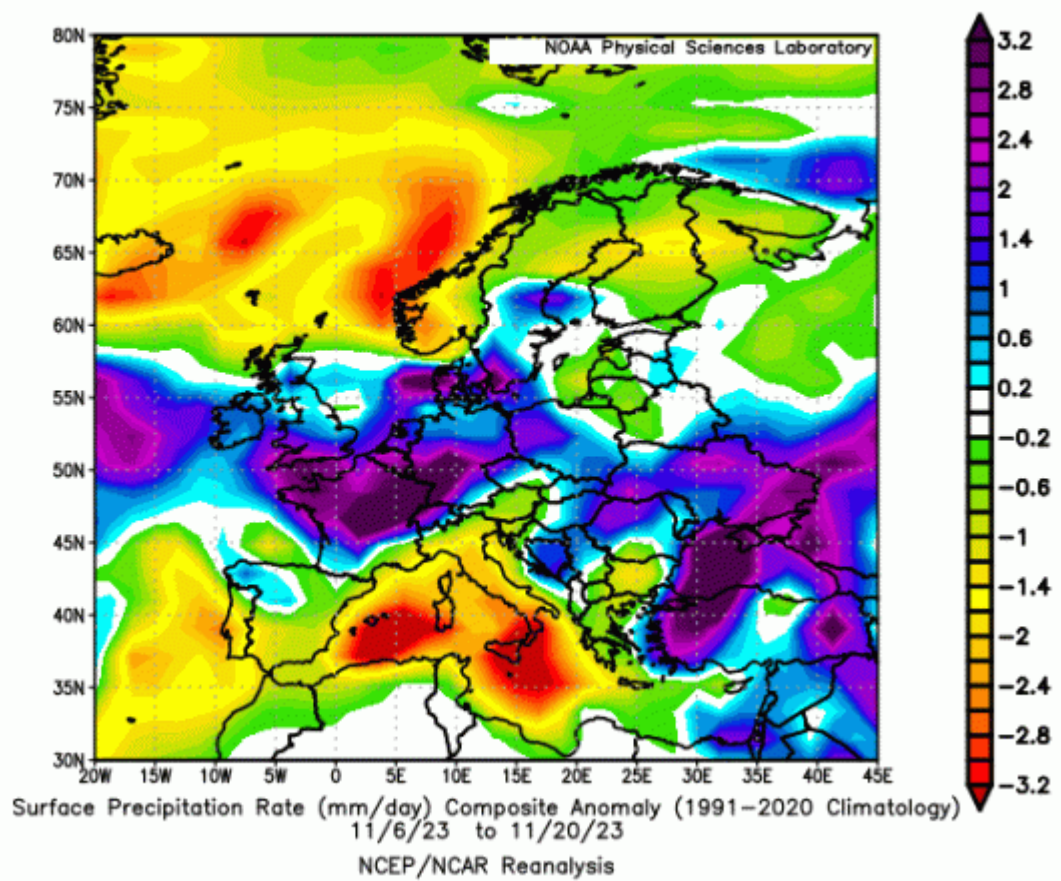 NOAA Physical Sciences Laboratory
80N
75N
70N
65N
60N
55N
50N
45N
40N
35N
30N
20W 15W 10W 5W 0 5E 10E 15E 20E 25E 30E 35E 40E 45E
3.2
2.8
2.4
2
1.4
1
0.6
0.2
−0.2
−0.6
−1
−1.4
−2
−2.4
−2.8
−3.2
Surface Precipitation Rate (mm/day) Composite Anomaly (1991−2020 Climatology)
11/6/23 to 11/20/23
NCEP/NCAR Reanalysis